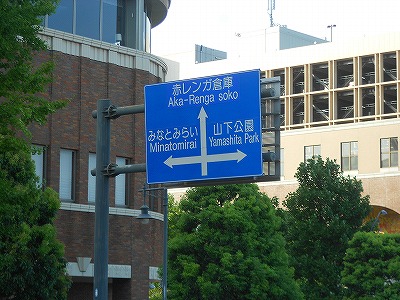 赤レンガ倉庫
Aka-Renga soko
みなとみらい
Minatomirai
山下公園
Yamashita Park